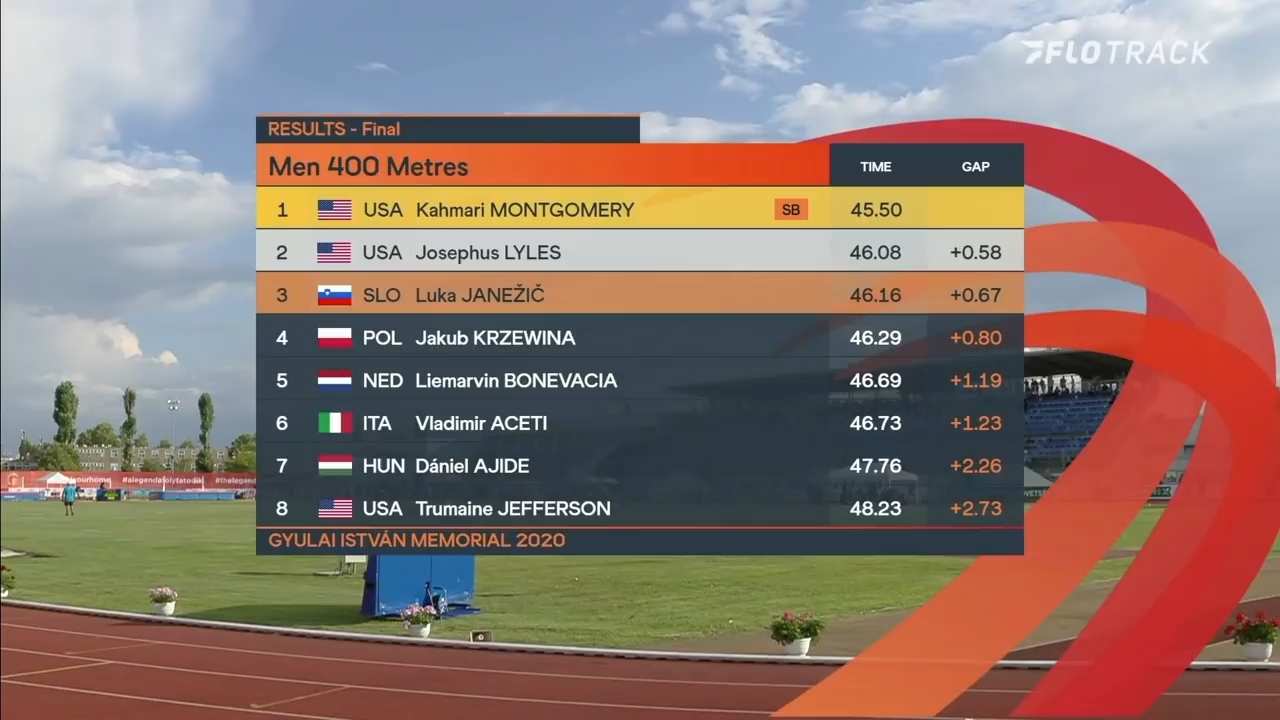 FLOTRACK
RESULTS - Final
Men 400 Metres TIME GAP
1 USA Kahmari MONTGOMERY SB 45.50
2 USA Josephus LYLES 46.08 +0.58
3 SLO Luka JANEŽIČ 46.16 +0.67
4 POL Jakub KRZEWINA 46.29 +0.80
5 NED Liemarvin BONEVACIA 46.69 +1.19
6 ITA Vladimir ACETI 46.73 +1.23
7 HUN Dániel AJIDE 47.76 +2.26
8 USA Trumaine JEFFERSON 48.23 +2.73
GYULAI ISTVÁN MEMORIAL 2020